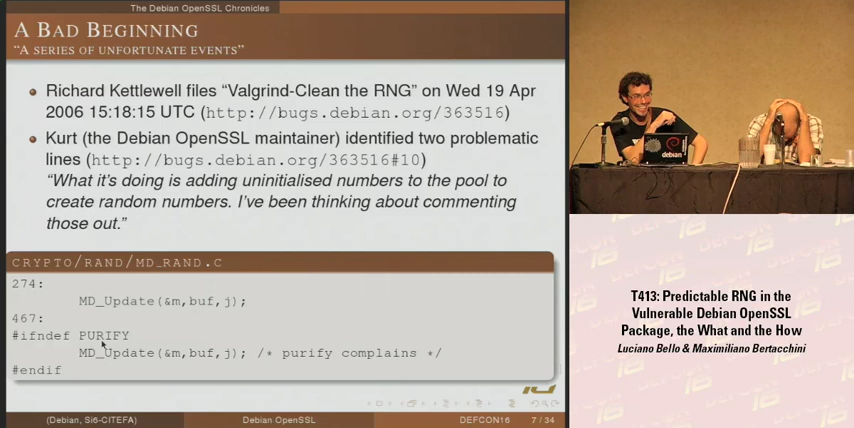 The Debian OpenSSL Chronicles
A BAD BEGINNING
"A SERIES OF UNFORTUNATE EVENTS"
Richard Kettlewell files “Valgrind-Clean the RNG” on Wed 19 Apr
2006 15:18:15 UTC (http://bugs.debian.org/363516)
Kurt (the Debian OpenSSL maintainer) identified two problematic
lines (http://bugs.debian.org/363516#10)
“What it's doing is adding uninitialised numbers to the pool to
create random numbers. I've been thinking about commenting
those out.”
CRYPTO/RAND/MD_RAND.C
274:
MD_Update(&m,buf,j);
467:
#ifndef PURIFY
MD_Update(&m,buf,j); /* purify complains */
#endif
(Debian, Si6-CITEFA)
Debian OpenSSL
DEFCON16
7 / 34
debian
DEFCON
16
T413: Predictable RNG in the
Vulnerable Debian OpenSSL
Package, the What and the How
Luciano Bello & Maximiliano Bertacchini